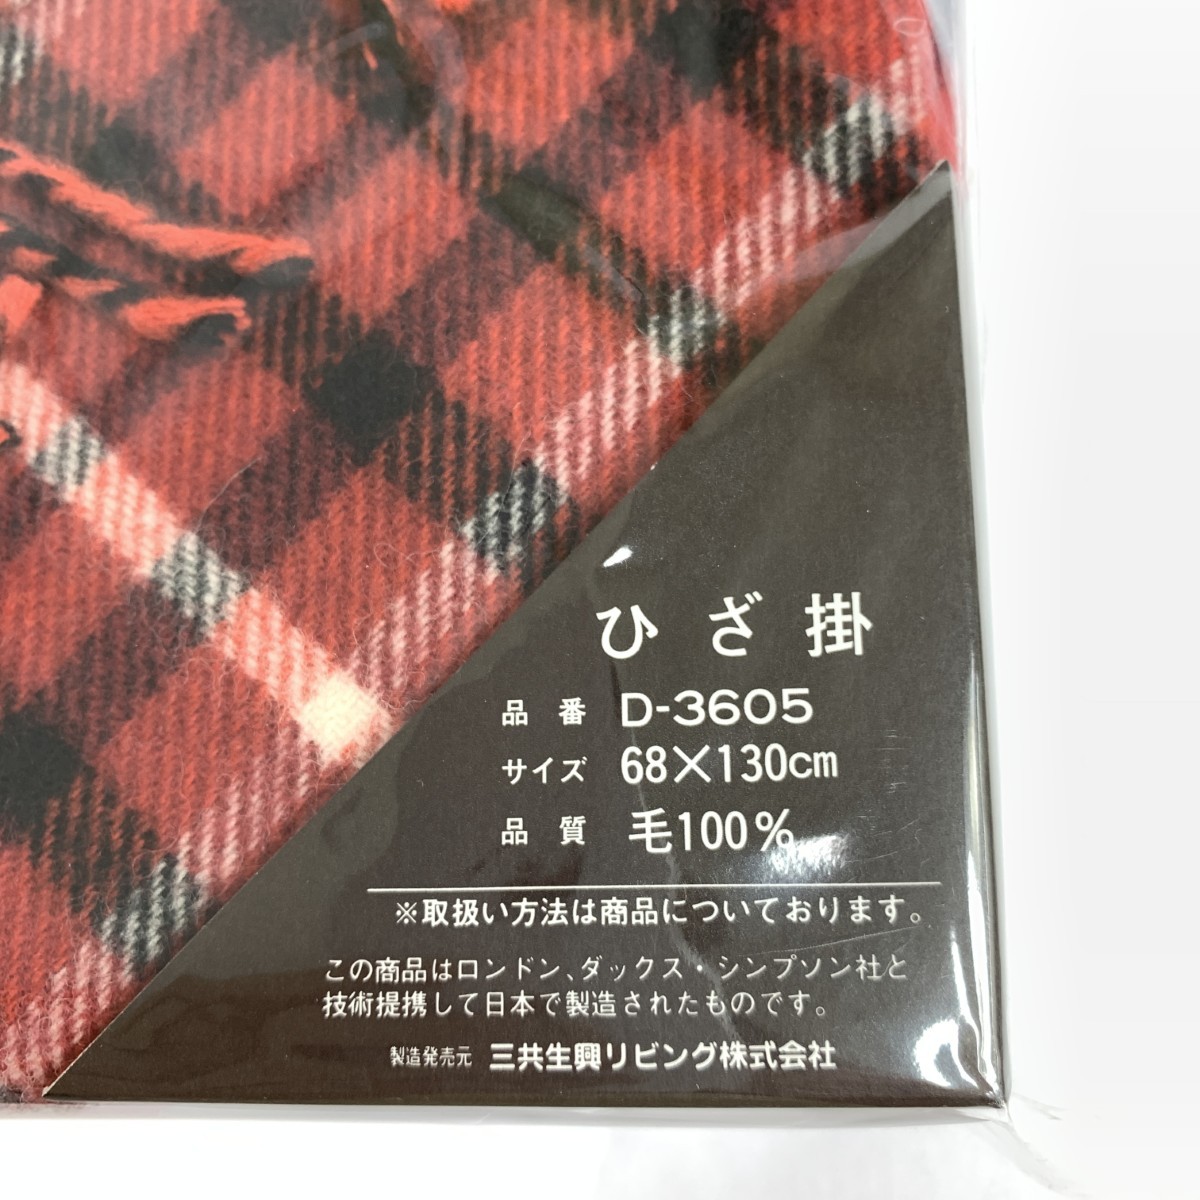 ひざ掛
品番 D-3605
サイズ 68×130cm
品質 毛100%
※取扱い方法は商品についております。
この商品はロンドン、ダックス・シンプソン社と
技術提携して日本で製造されたものです。
製造発売元 三共生興リビング株式会社